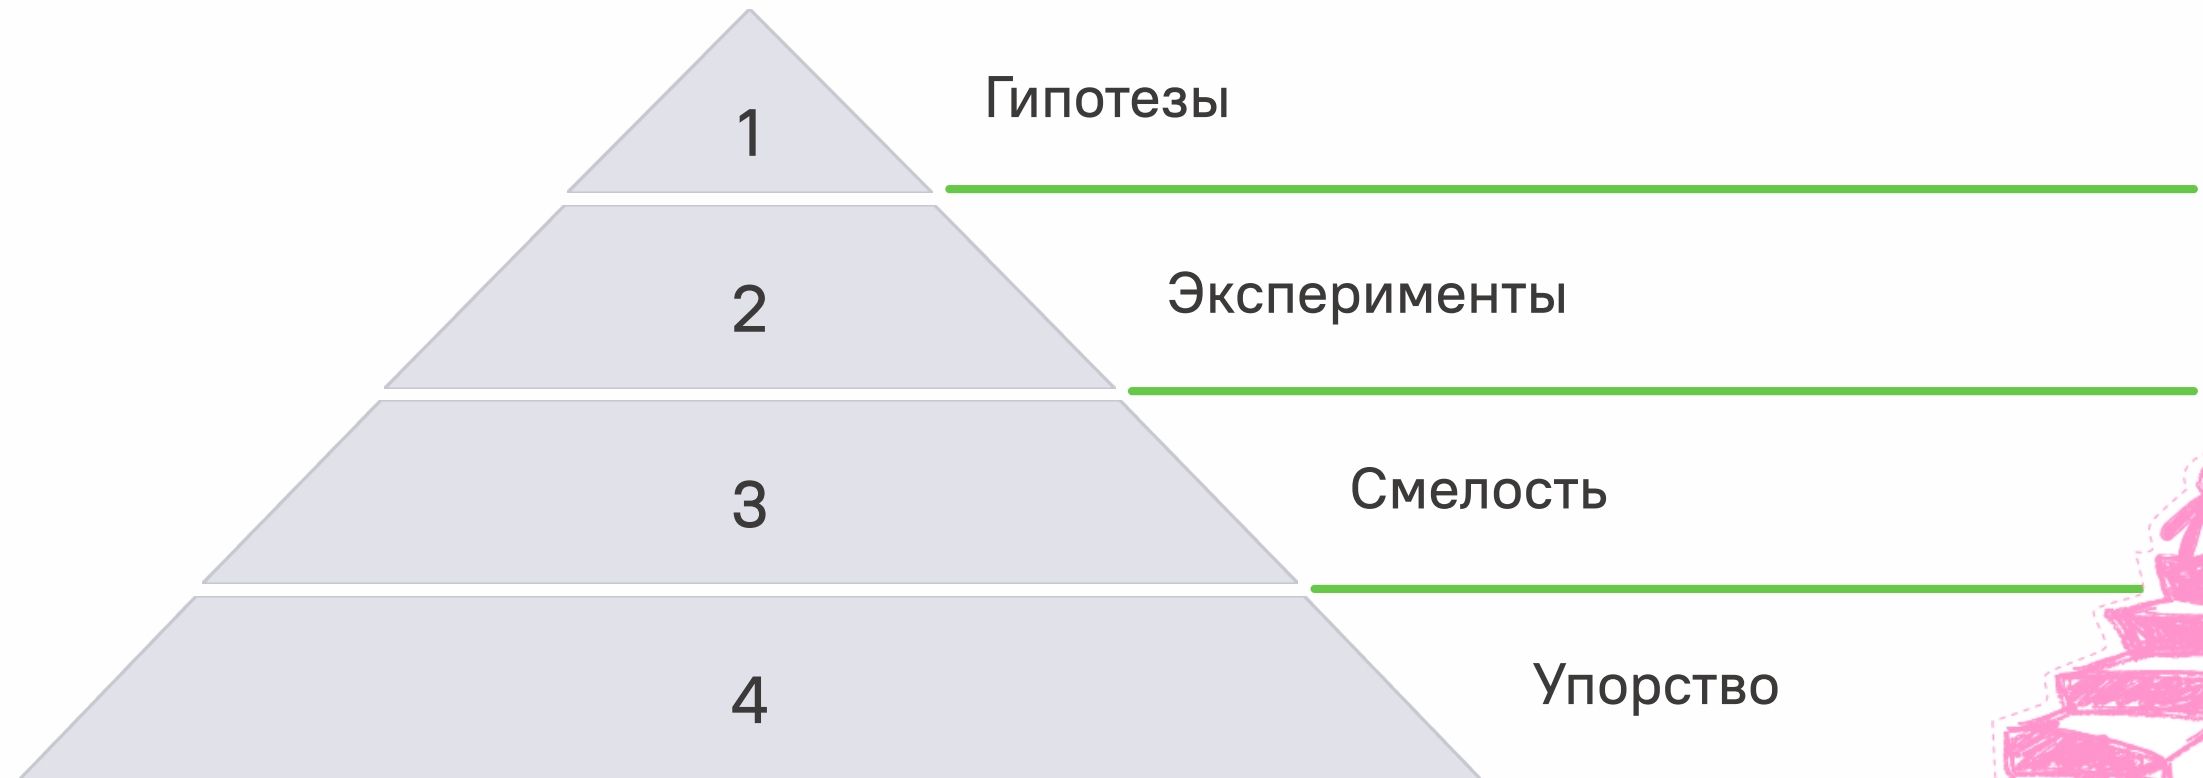 1
Гипотезы
2
Эксперименты
3
Смелость
4
Упорство